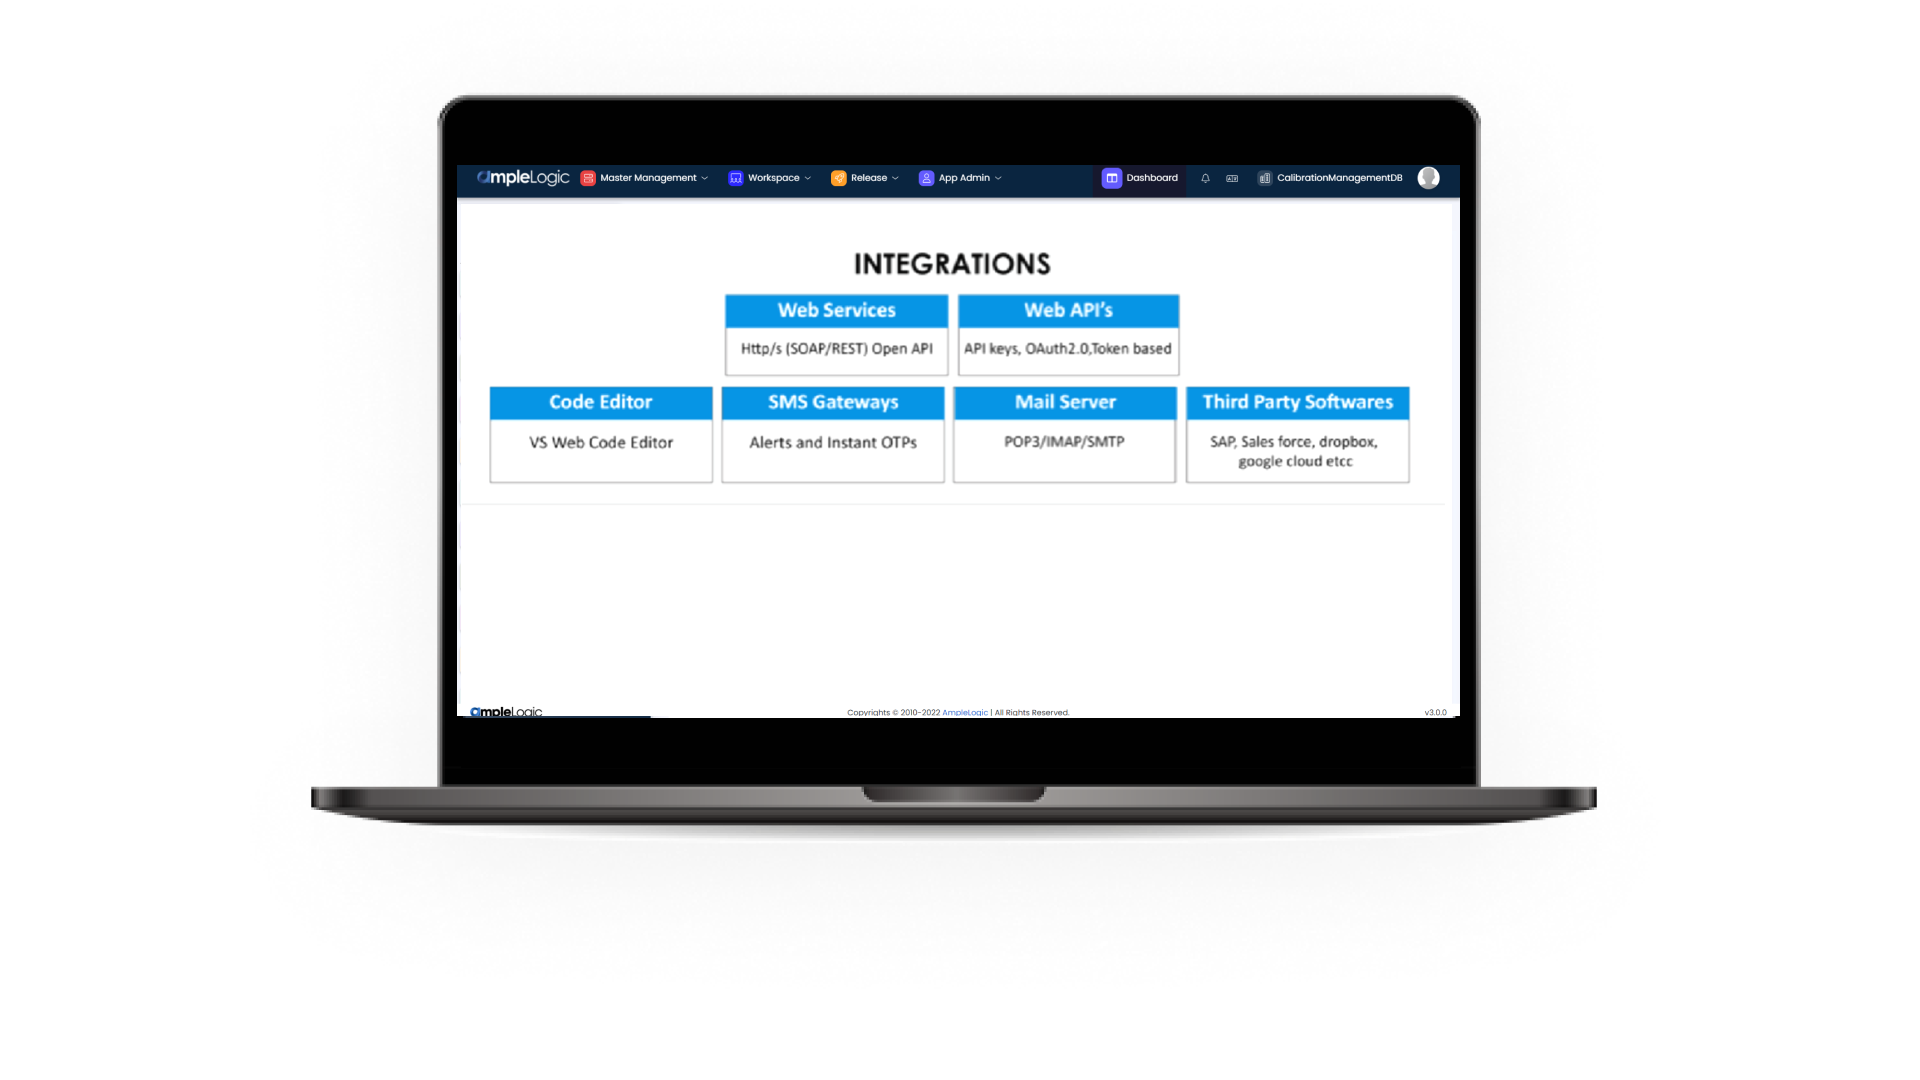 ampleLogic Master Management Workspace Release App Admin Dashboard CalibrationManagementDB
INTEGRATIONS
Web Services
Http/s (SOAP/REST) Open API
Web API's
API keys, OAuth2.0,Token based
Code Editor
VS Web Code Editor
SMS Gateways
Alerts and Instant OTPs
Mail Server
POP3/IMAP/SMTP
Third Party Softwares
SAP, Sales force, dropbox,
google cloud etcc
ampleLogic Copyrights © 2010-2022 AmpleLogic | All Rights Reserved. v3.0.0